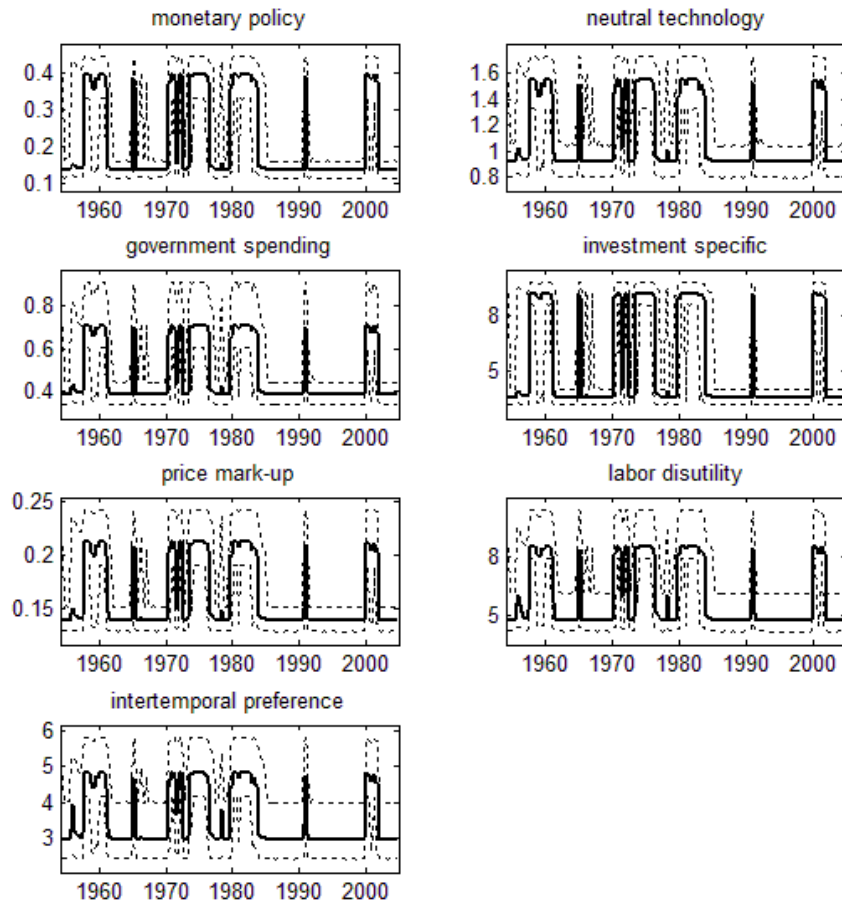 monetary policy
0.4
0.3
0.2
0.1
1960 1970 1980 1990 2000
neutral technology
1.6
1.4
1.2
1
0.8
1960 1970 1980 1990 2000
government spending
0.8
0.6
0.4
1960 1970 1980 1990 2000
investment specific
8
5
1960 1970 1980 1990 2000
price mark-up
0.25
0.2
0.15
1960 1970 1980 1990 2000
labor disutility
8
5
1960 1970 1980 1990 2000
intertemporal preference
6
5
4
3
1960 1970 1980 1990 2000